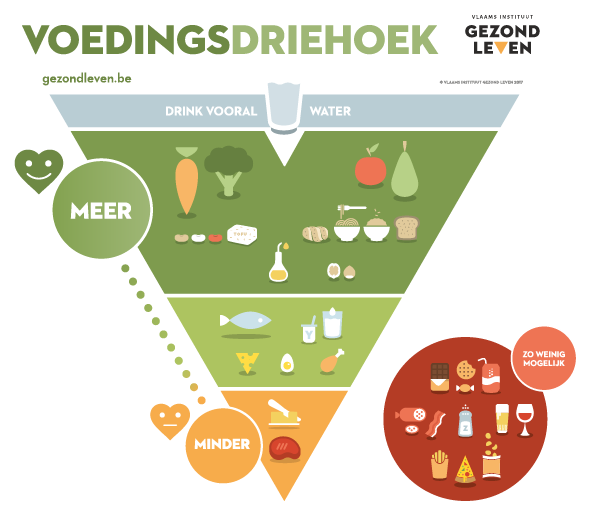 VOEDINGSDRIEHOEK
VLAAMS INSTITUUT
GEZOND
LEVEN
gezondleven.be
© VLAAMS INSTITUUT GEZOND LEVEN 2017
DRINK VOORAL WATER
MEER
TOFU
Y
ZO WEINIG
MOGELIJK
MINDER
Z